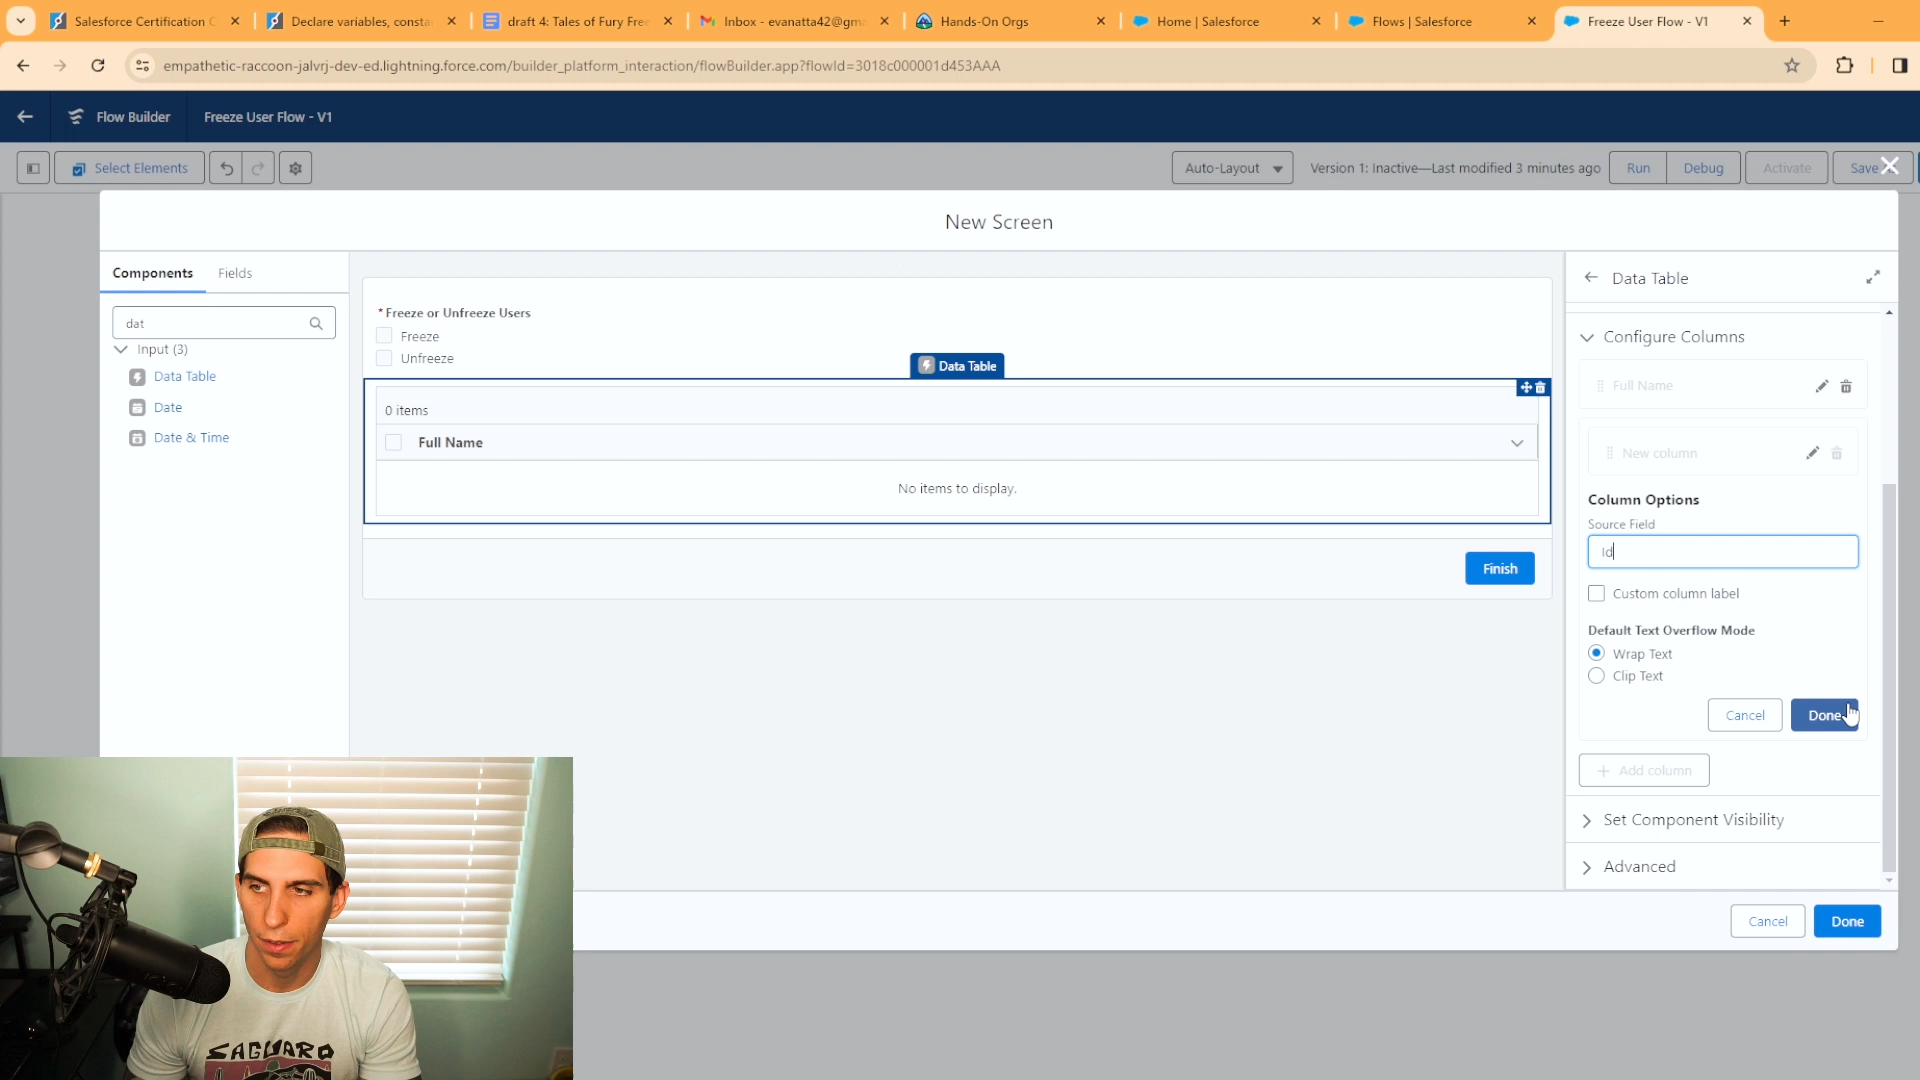 Salesforce Certification C
Declare variables, consta
draft 4: Tales of Fury Free
Inbox - evanatta42@gma
Hands-On Orgs
Home | Salesforce
Flows | Salesforce
Freeze User Flow - V1
empathetic-raccoon-jalvrj-dev-ed.lightning.force.com/builder_platform_interaction/flowBuilder.app?flowId=3018c000001d453AAA
Flow Builder
Freeze User Flow - V1
Select Elements
Auto-Layout
Version 1: Inactive—Last modified 3 minutes ago
Run
Debug
Activate
Save
New Screen
Components
Fields
dat
Input (3)
Data Table
Date
Date & Time
*Freeze or Unfreeze Users
Freeze
Unfreeze
Data Table
0 items
Full Name
No items to display.
Finish
Data Table
Configure Columns
Full Name
New column
Column Options
Source Field
Id
Custom column label
Default Text Overflow Mode
Wrap Text
Clip Text
Cancel
Done
+ Add column
Set Component Visibility
Advanced
Cancel
Done
SAGUARO